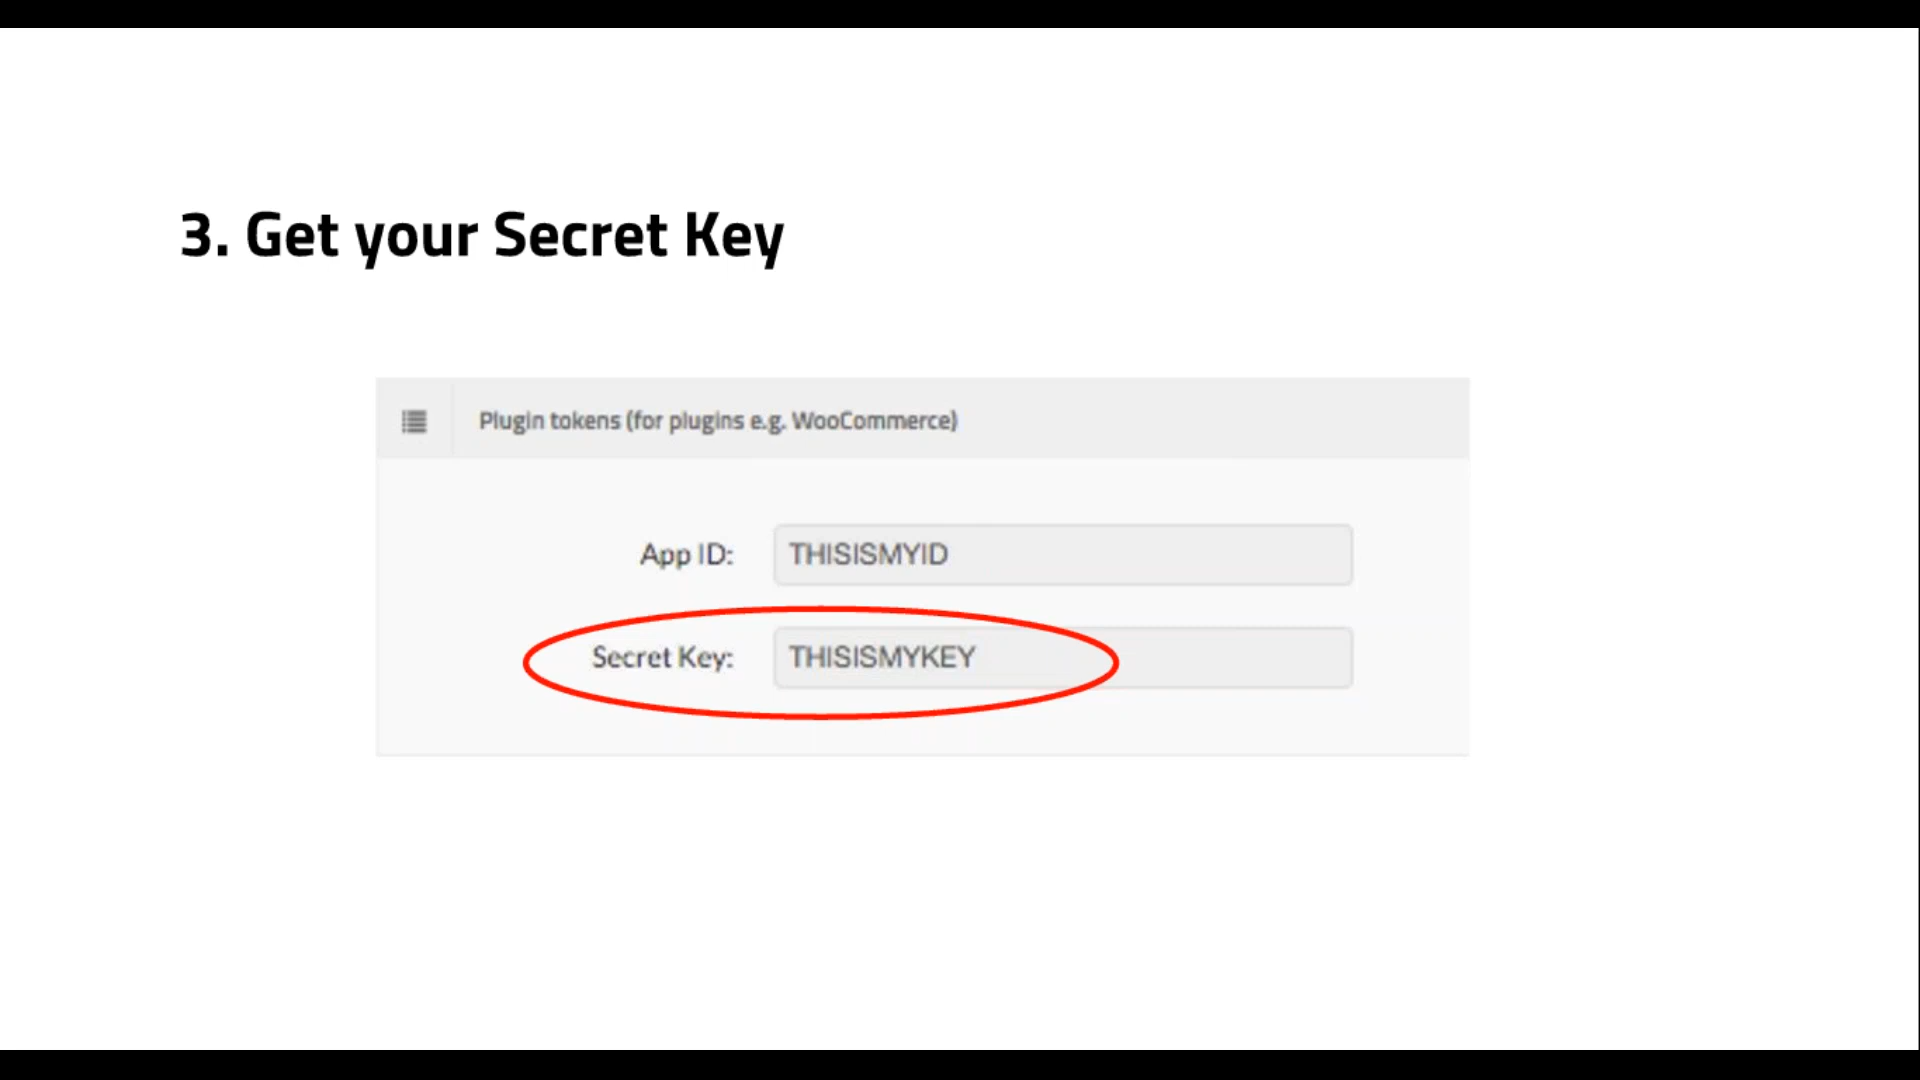 3. Get your Secret Key
Plugin tokens (for plugins e.g. WooCommerce)
App ID: THISISMYID
Secret Key: THISISMYKEY